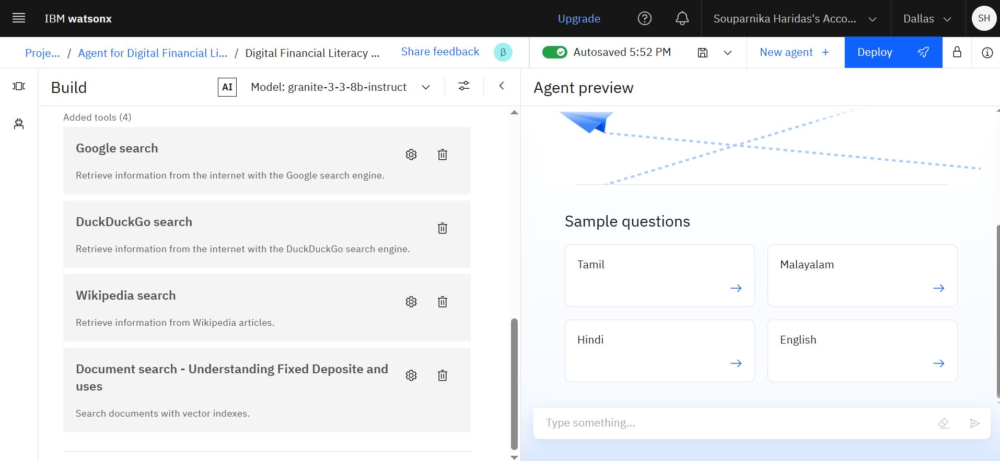 IBM watsonx
Upgrade
Souparnika Haridas's Acco...
Dallas
SH
Proje... / Agent for Digital Financial Li... / Digital Financial Literacy ...
Share feedback
β
Autosaved 5:52 PM
New agent +
Deploy
Build
AI
Model: granite-3-3-8b-instruct
Agent preview
Added tools (4)
Google search
Retrieve information from the internet with the Google search engine.
DuckDuckGo search
Retrieve information from the internet with the DuckDuckGo search engine.
Wikipedia search
Retrieve information from Wikipedia articles.
Document search - Understanding Fixed Deposite and
uses
Search documents with vector indexes.
Sample questions
Tamil
Malayalam
Hindi
English
Type something...